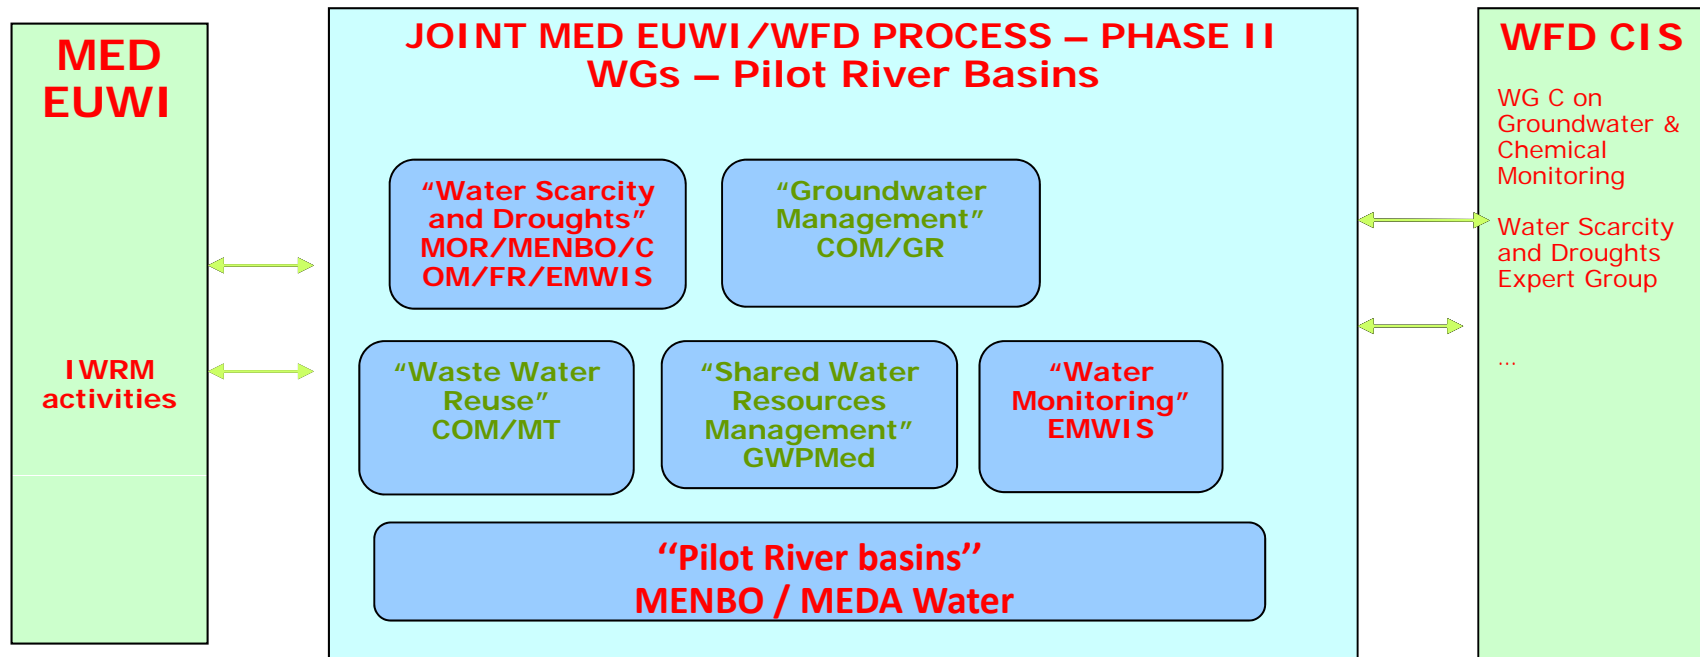 MED
EUWI
IWRM
activities
JOINT MED EUWI/WFD PROCESS – PHASE II
WGs – Pilot River Basins
“Water Scarcity
and Droughts”
MOR/MENBO/C
OM/FR/EMWIS
“Groundwater
Management”
COM/GR
“Waste Water
Reuse”
COM/MT
“Shared Water
Resources
Management”
GWPMed
“Water
Monitoring”
EMWIS
‘‘Pilot River basins’’
MENBO / MEDA Water
WFD CIS
WG C on
Groundwater &
Chemical
Monitoring
Water Scarcity
and Droughts
Expert Group
...